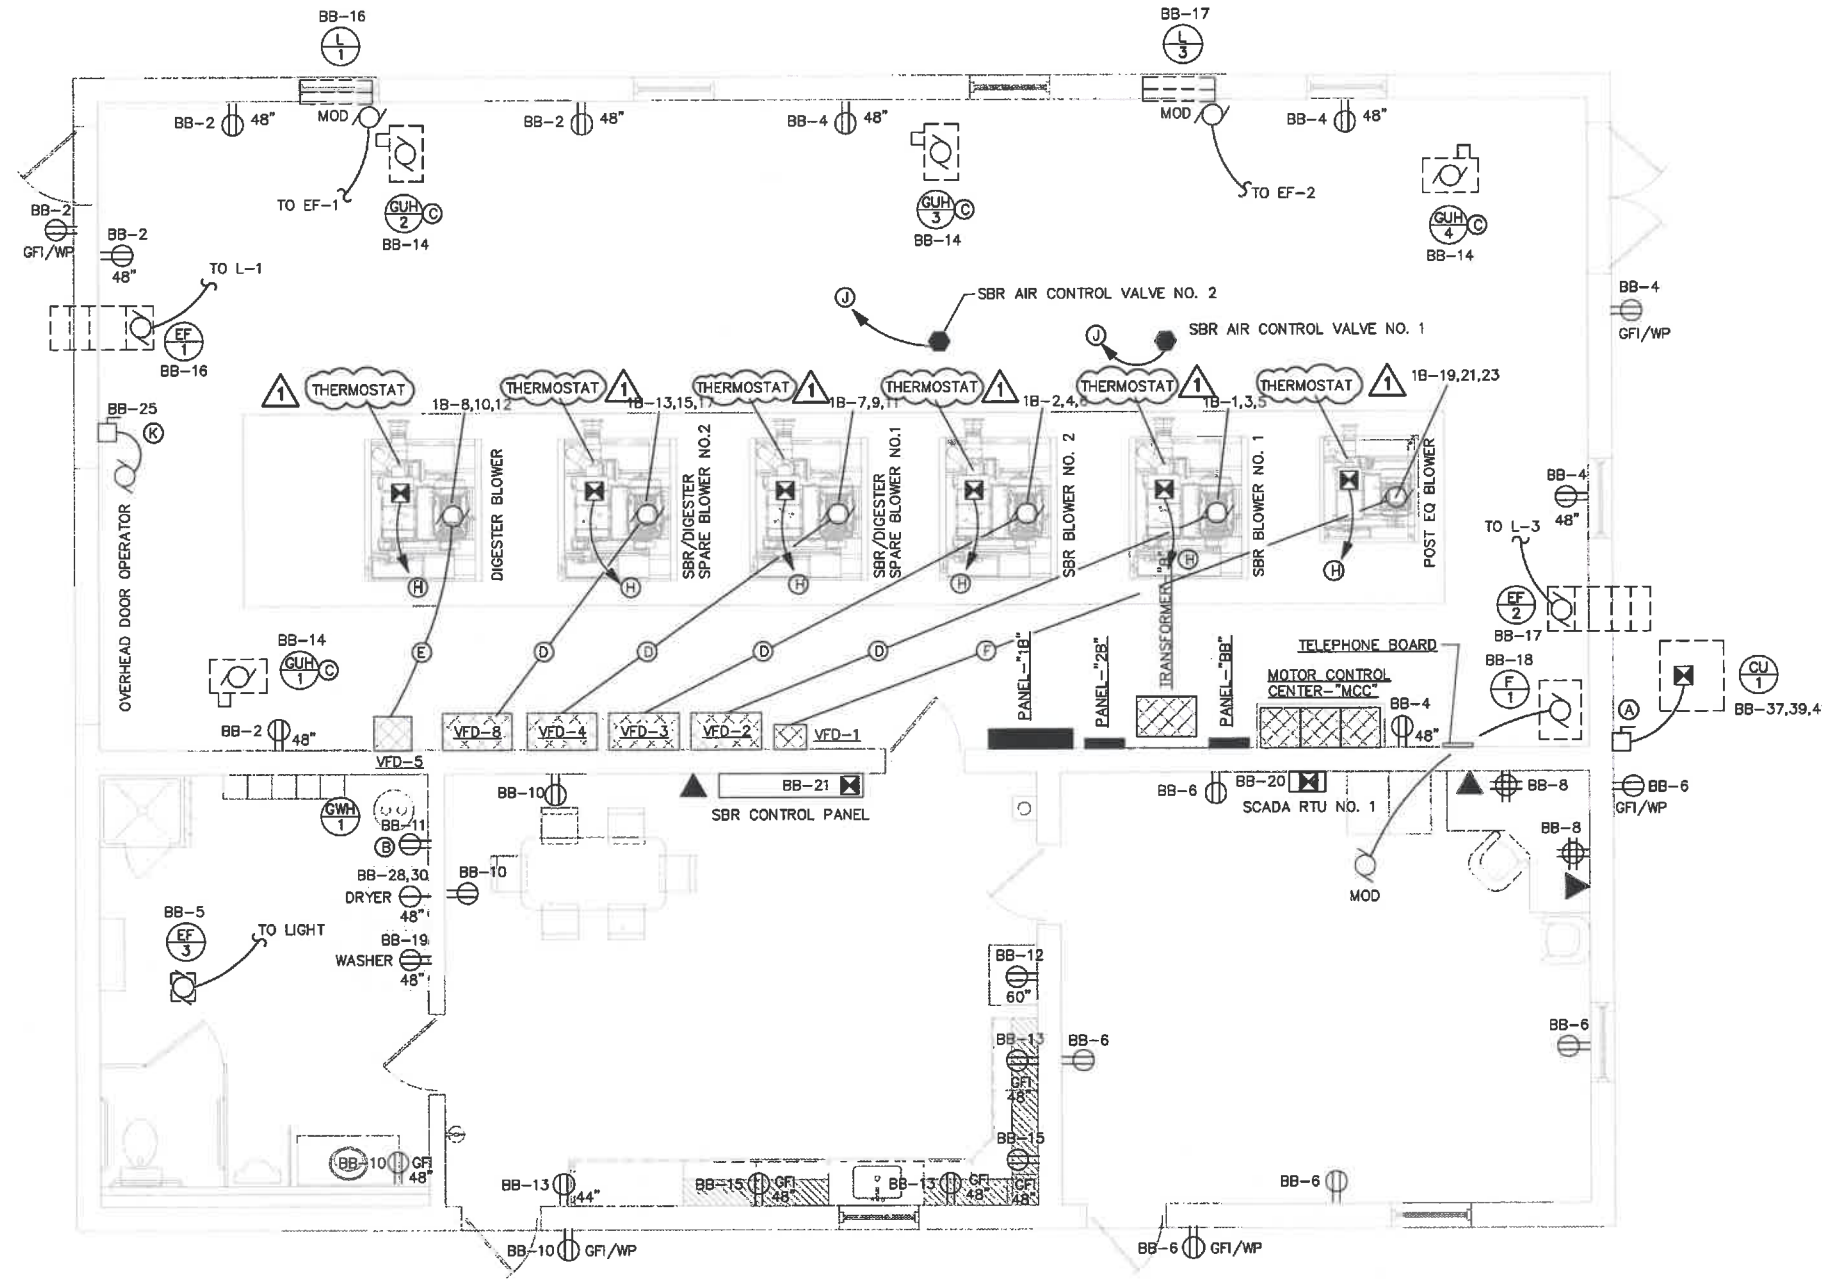 BB-16
L
1
BB-17
L
3
BB-2
48"
MOD
BB-2
48"
BB-4
48"
MOD
BB-4
48"
TO EF-1
GUH
2
C
BB-14
GUH
3
C
BB-14
TO EF-2
GUH
4
C
BB-14
BB-2
GFI/WP
BB-2
48"
TO L-1
EF
1
BB-16
J
SBR AIR CONTROL VALVE NO. 2
J
SBR AIR CONTROL VALVE NO. 1
BB-4
GFI/WP
1
THERMOSTAT
THERMOSTAT
1
THERMOSTAT
1
THERMOSTAT
1
THERMOSTAT
1
THERMOSTAT
1
1B-8,10,12
1B-13,15,17
1B-7,9,11
1B-2,4,6
1B-1,3,5
1B-19,21,23
BB-25
K
OVERHEAD DOOR OPERATOR
DIGESTER BLOWER
SBR/DIGESTER
SPARE BLOWER NO.2
SBR/DIGESTER
SPARE BLOWER NO.1
SBR BLOWER NO. 2
SBR BLOWER NO. 1
POST EQ BLOWER
H
H
H
H
H
H
BB-4
48"
TO L-3
EF
2
BB-17
E
D
D
D
D
F
BB-14
GUH
1
C
PANEL-"1B"
PANEL-"2B"
TRANSFORMER-"B"
PANEL-"BB"
TELEPHONE BOARD
MOTOR CONTROL
CENTER-"MCC"
BB-4
48"
BB-18
F
1
CU
1
BB-37,39,4
A
BB-2
48"
VFD-5
VFD-8
VFD-4
VFD-3
VFD-2
VFD-1
GWH
1
BB-11
B
BB-28,30
DRYER
48"
BB-19
WASHER
48"
BB-10
BB-10
BB-21
SBR CONTROL PANEL
BB-6
BB-20
SCADA RTU NO. 1
BB-8
BB-6
GFI/WP
BB-8
MOD
BB-5
EF
3
TO LIGHT
BB-12
60"
BB-13
GFI
48"
BB-6
BB-6
BB-15
GFI
48"
BB-10
GFI
48"
BB-13
44"
BB-15
GFI
48"
BB-13
GFI
48"
BB-6
BB-10
GFI/WP
BB-6
GFI/WP